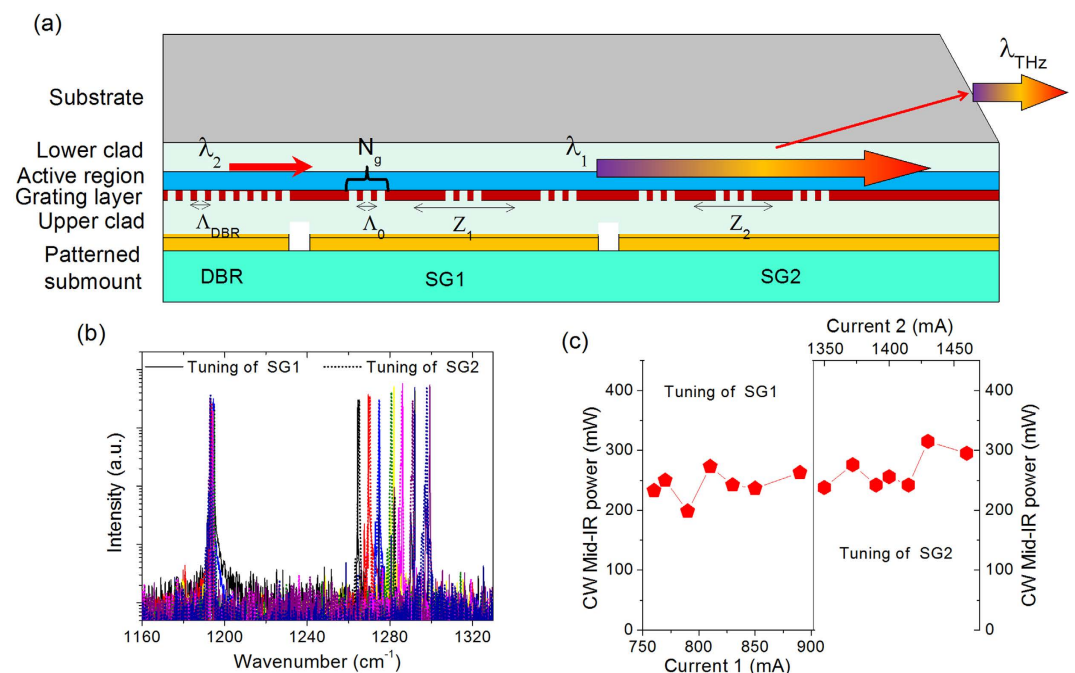 (a)
λTHz
Substrate
Lower clad
λ2
Ng
λ1
Active region
Grating layer
Upper clad
ΛDBR
Λ0
Z1
Z2
Patterned
submount
DBR
SG1
SG2
(b)
Tuning of SG1
Tuning of SG2
Intensity (a.u.)
1160 1200 1240 1280 1320
Wavenumber (cm-1)
(c)
Current 2 (mA)
1350 1400 1450
Tuning of SG1
400 400
300 300
200 200
Tuning of SG2
100 100
0 0
CW Mid-IR power (mW)
CW Mid-IR power (mW)
750 800 850 900
Current 1 (mA)